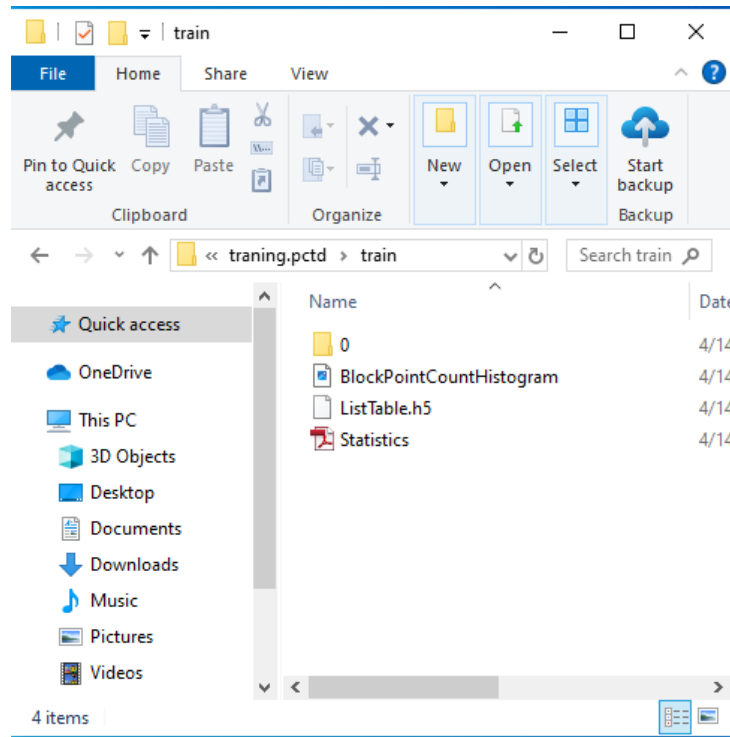 train
File Home Share View
Pin to Quick access Copy Paste New Open Select Start backup
Clipboard Organize Backup
« traning.pctd › train Search train
Name Date
Quick access
0 4/14
OneDrive
BlockPointCountHistogram 4/14
ListTable.h5 4/14
This PC
Statistics 4/14
3D Objects
Desktop
Documents
Downloads
Music
Pictures
Videos
4 items